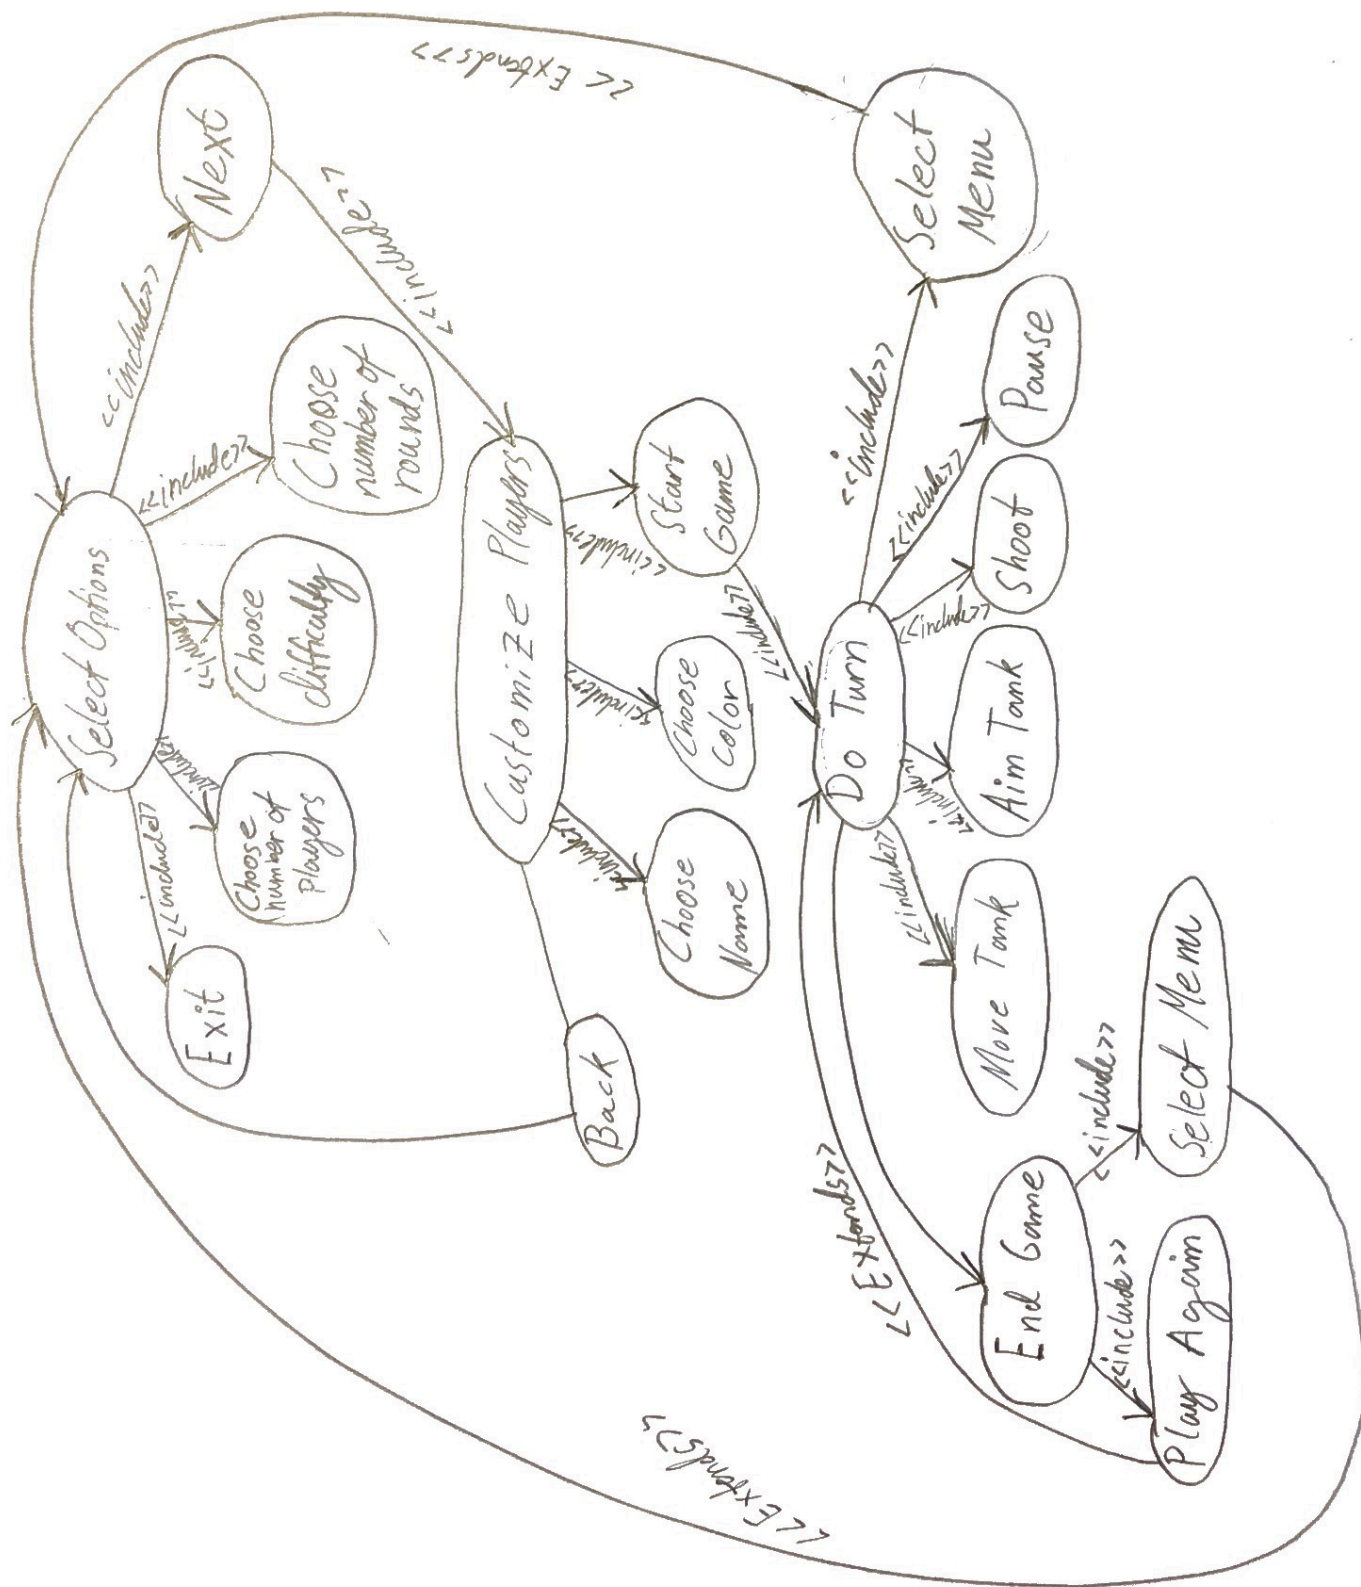 <<Extends>>
Select Options
<<include>>
Exit
<<include>>
Choose
number of
Players
<<include>>
Choose
difficulty
<<include>>
Choose
number of
rounds
<<include>>
Next
<<include>>
Customize Players
Back
<<include>>
Choose
Name
<<include>>
Choose
Color
<<include>>
Start
Game
<<include>>
Do Turn
<<include>>
Move Tank
<<include>>
Aim Tank
<<include>>
Shoot
<<include>>
Pause
<<include>>
Select
Menu
<<Extends>>
End Game
<<include>>
Play Again
<<include>>
Select Menu
<<Extends>>